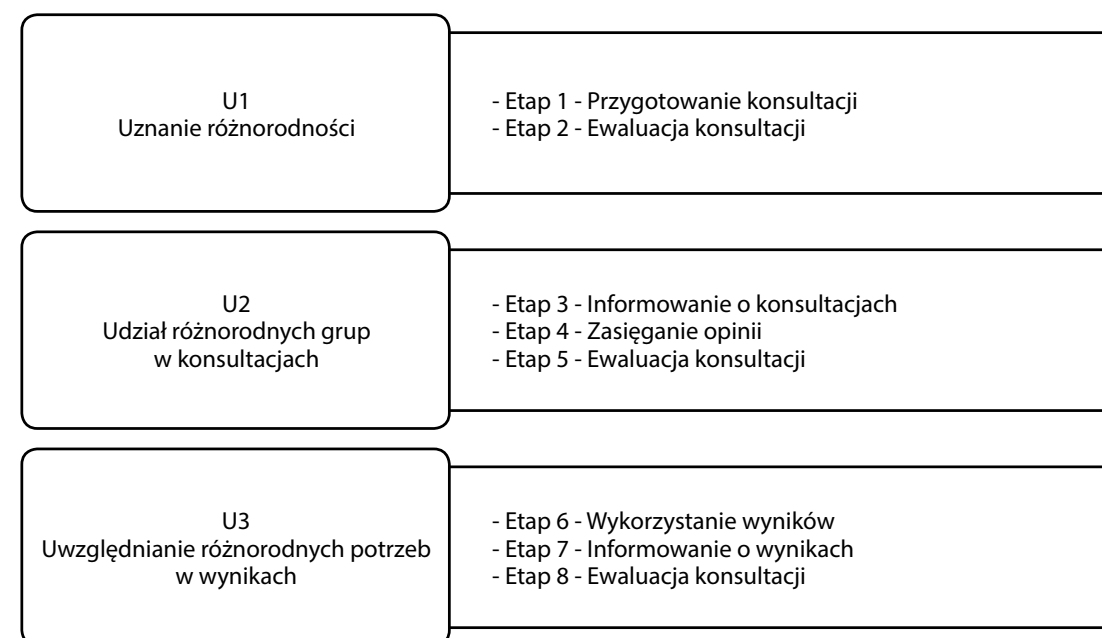 U1
Uznanie różnorodności
- Etap 1 - Przygotowanie konsultacji
- Etap 2 - Ewaluacja konsultacji
U2
Udział różnorodnych grup
w konsultacjach
- Etap 3 - Informowanie o konsultacjach
- Etap 4 - Zasięganie opinii
- Etap 5 - Ewaluacja konsultacji
U3
Uwzględnianie różnorodnych potrzeb
w wynikach
- Etap 6 - Wykorzystanie wyników
- Etap 7 - Informowanie o wynikach
- Etap 8 - Ewaluacja konsultacji